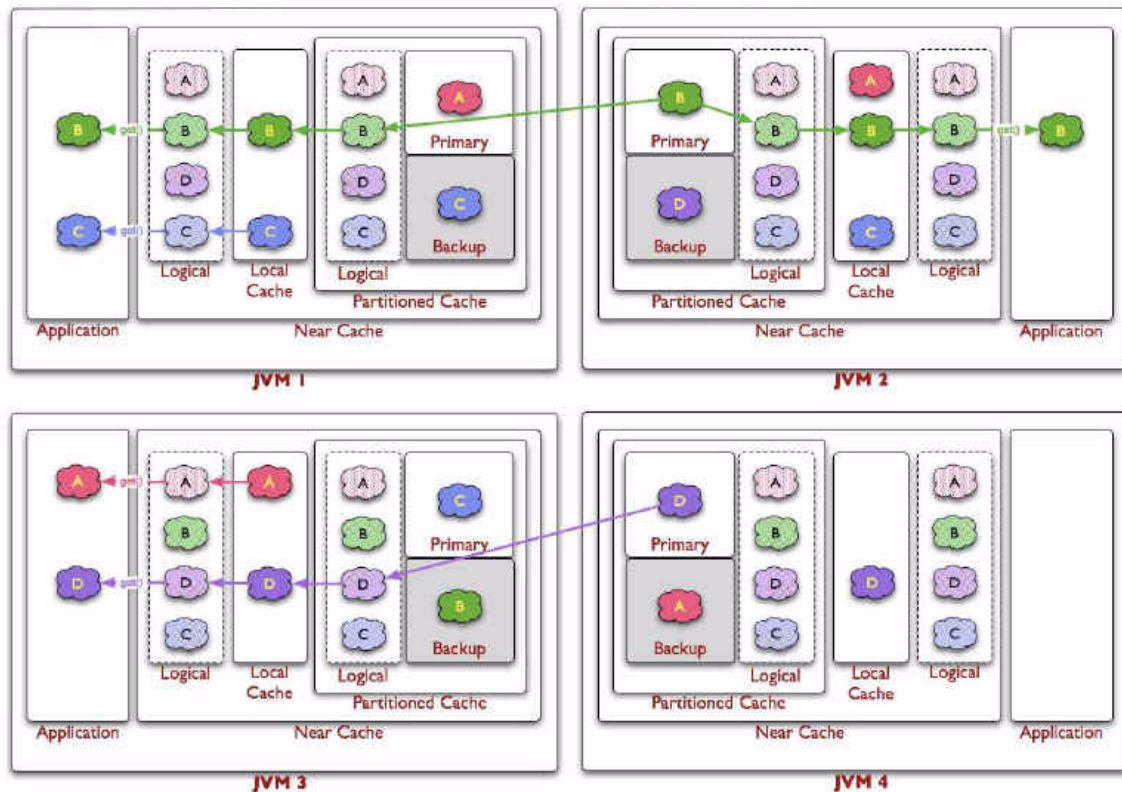 A A A
B get() B B B
Primary
D D C
C get() C C C
Backup
Logical Local Cache Logical
Partitioned Cache
Application Near Cache
JVM 1
B A A A
B B B get() B
Primary
D D D
C C C
Backup
Logical Local Cache Logical
Partitioned Cache
Near Cache Application
JVM 2
A get() A A A C
B B
Primary
D get() D D D
B
C C
Backup
Logical Local Cache Logical
Partitioned Cache
Application Near Cache
JVM 3
D A A
B B
Primary
D D D
A
C C
Backup
Logical Local Cache Logical
Partitioned Cache
Near Cache Application
JVM 4